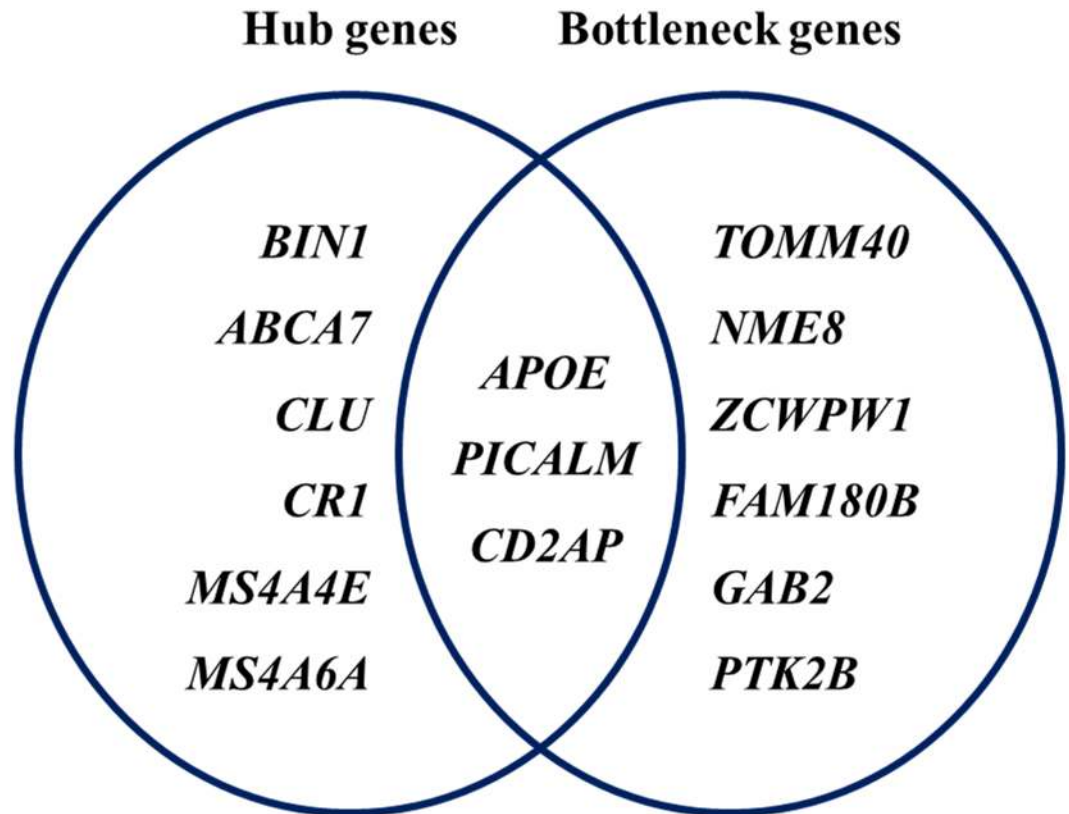 Hub genes
Bottleneck genes
BIN1
ABCA7
CLU
CR1
MS4A4E
MS4A6A
APOE
PICALM
CD2AP
TOMM40
NME8
ZCWPW1
FAM180B
GAB2
PTK2B